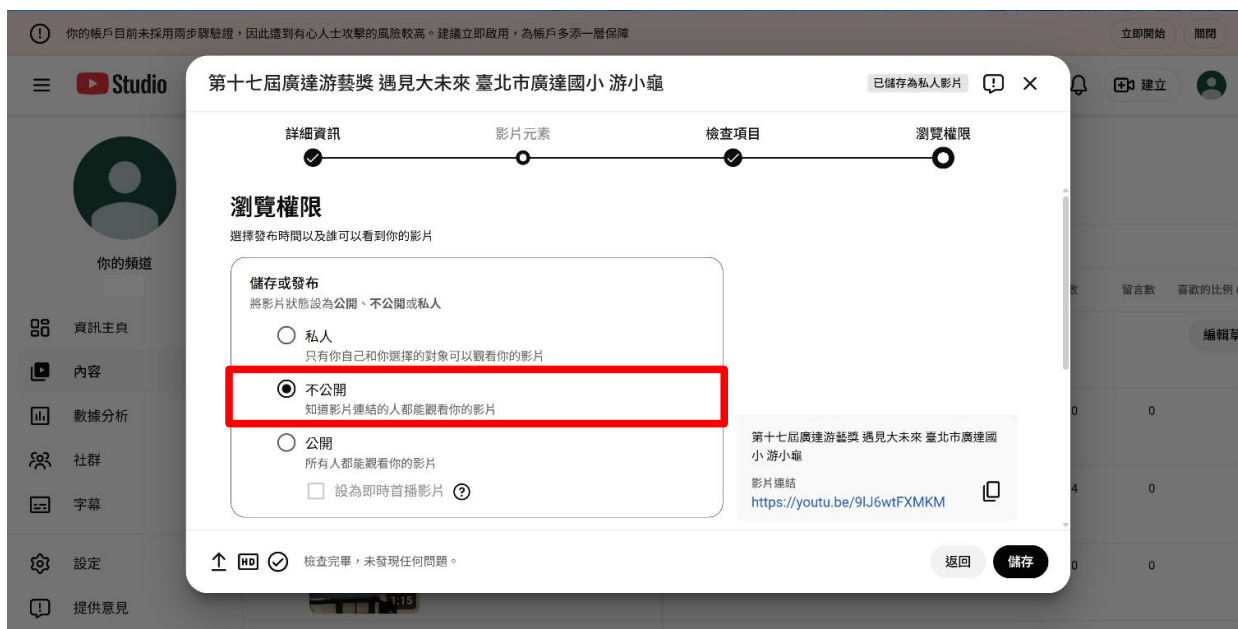 你的帳戶目前未採用兩步驟驗證，因此遭到有心人士攻擊的風險較高。建議立即啟用，為帳戶多添一層保障
立即開始
關閉
Studio
第十七屆廣達游藝獎 遇見大未來 臺北市廣達國小 游小龜
已儲存為私人影片
建立
詳細資訊
影片元素
檢查項目
瀏覽權限
瀏覽權限
選擇發布時間以及誰可以看到你的影片
你的頻道
儲存或發布
將影片狀態設為公開、不公開或私人
私人
只有你自己和你選擇的對象可以觀看你的影片
不公開
知道影片連結的人都能觀看你的影片
公開
所有人都能觀看你的影片
設為即時首播影片
資訊主頁
內容
數據分析
社群
字幕
設定
提供意見
數
留言數
喜歡的比例 (
編輯草
0
0
第十七屆廣達游藝獎 遇見大未來 臺北市廣達國
小 游小龜
影片連結
https://youtu.be/9IJ6wtFXMKM
4
0
HD
檢查完畢，未發現任何問題。
返回
儲存
0
0
1:15